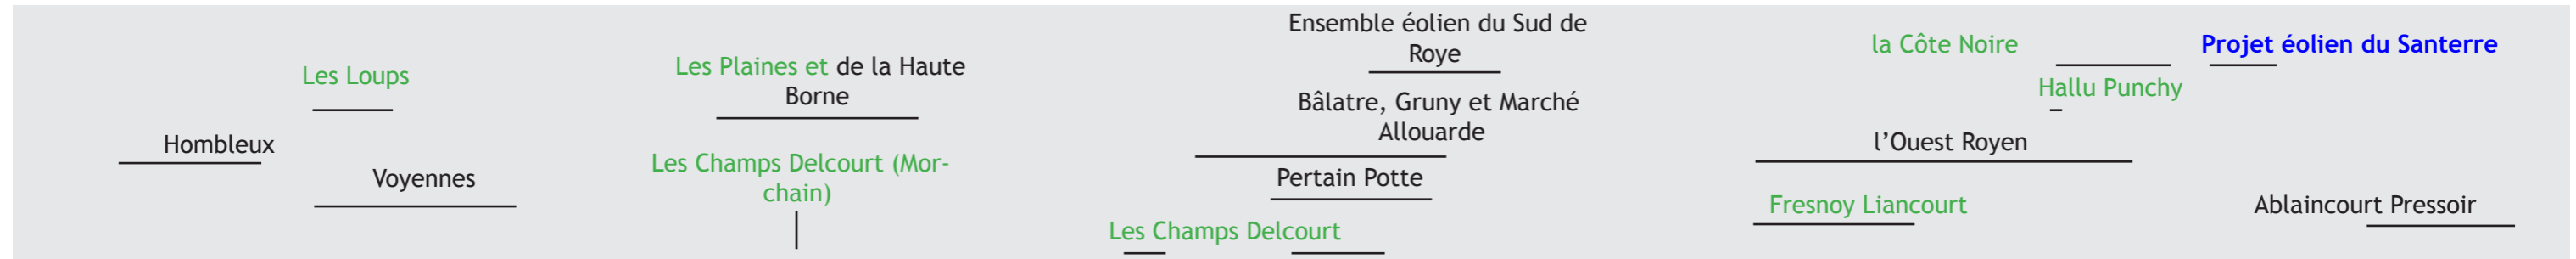 Les Loups
Hombleux
Voyennes
Les Plaines et de la Haute
Borne
Les Champs Delcourt (Mor-
chain)
Ensemble éolien du Sud de
Roye
Bâlatre, Gruny et Marché
Allouarde
Pertain Potte
Les Champs Delcourt
la Côte Noire
Hallu Punchy
l’Ouest Royen
Fresnoy Liancourt
Projet éolien du Santerre
Ablaincourt Pressoir